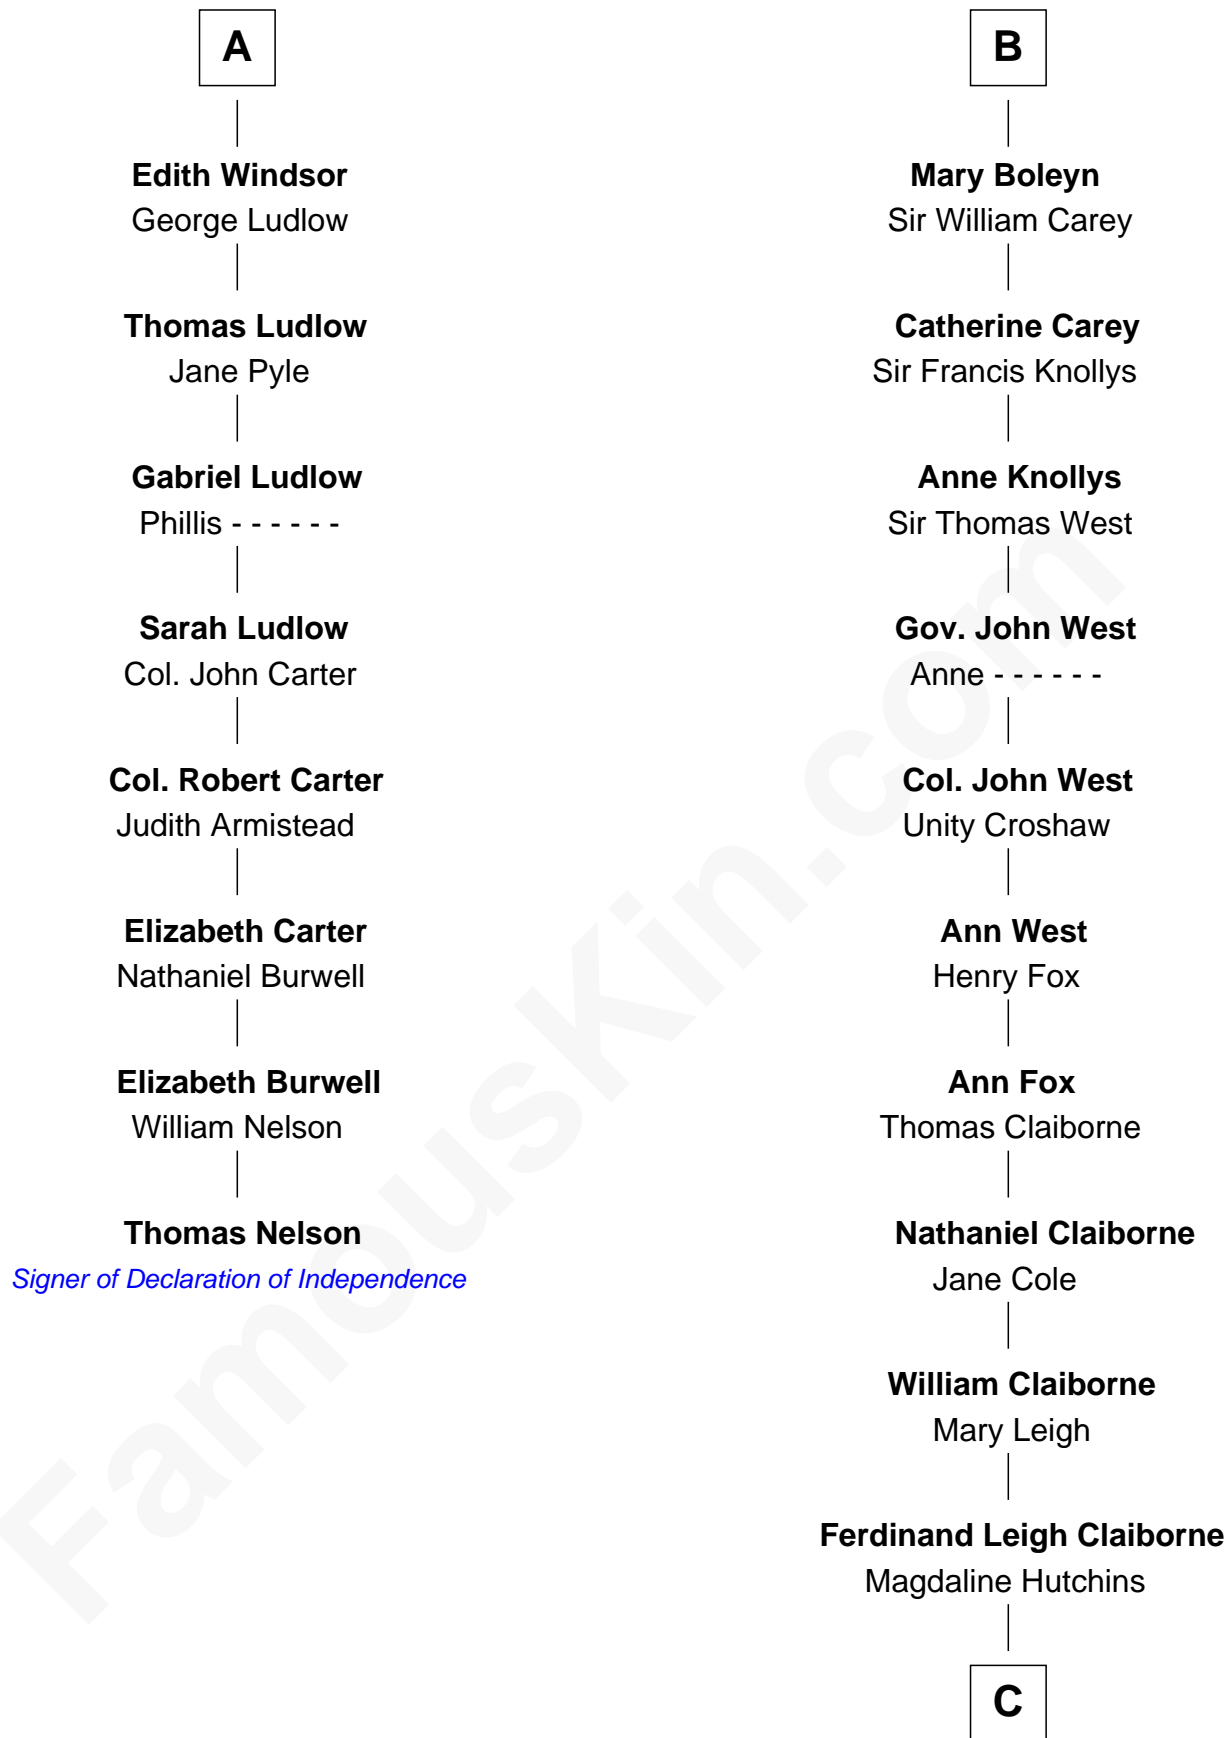 A
Edith Windsor
George Ludlow
Thomas Ludlow
Jane Pyle
Gabriel Ludlow
Phillis - - - - - -
Sarah Ludlow
Col. John Carter
Col. Robert Carter
Judith Armistead
Elizabeth Carter
Nathaniel Burwell
Elizabeth Burwell
William Nelson
Thomas Nelson
Signer of Declaration of Independence
B
Mary Boleyn
Sir William Carey
Catherine Carey
Sir Francis Knollys
Anne Knollys
Sir Thomas West
Gov. John West
Anne - - - - - -
Col. John West
Unity Croshaw
Ann West
Henry Fox
Ann Fox
Thomas Claiborne
Nathaniel Claiborne
Jane Cole
William Claiborne
Mary Leigh
Ferdinand Leigh Claiborne
Magdaline Hutchins
C
FamousKin.com